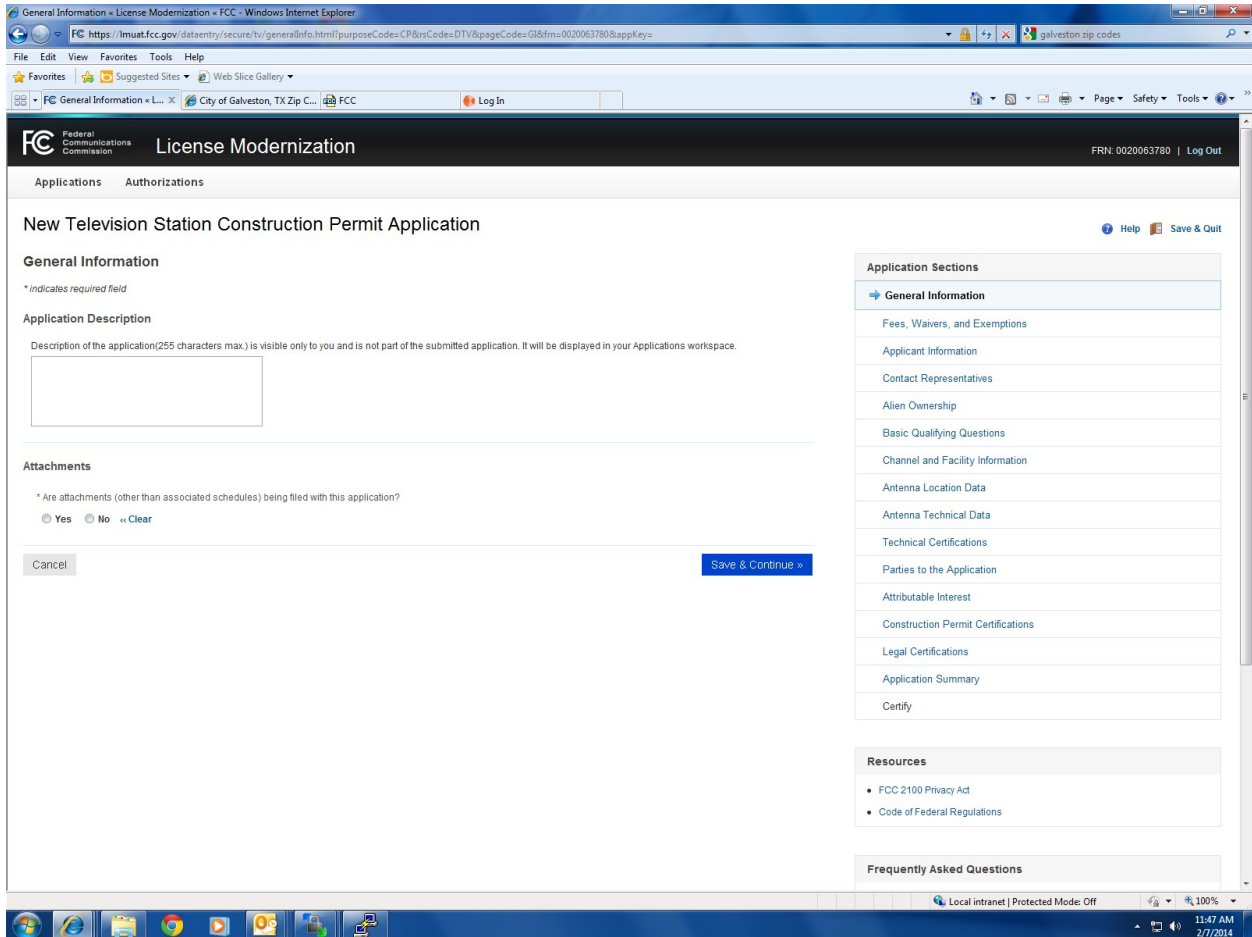 General Information « License Modernization « FCC - Windows Internet Explorer
https://lmuat.fcc.gov/dataentry/secure/tv/generalInfo.html?purposeCode=CP&rsCode=DTV&pageCode=GI&frn=0020063780&appKey=
galveston zip codes
File Edit View Favorites Tools Help
Favorites Suggested Sites Web Slice Gallery
General Information « L... City of Galveston, TX Zip C... FCC Log In Page Safety Tools
FCC Federal Communications Commission License Modernization
FRN: 0020063780 | Log Out
Applications Authorizations
New Television Station Construction Permit Application
Help Save & Quit
General Information
* indicates required field
Application Description
Description of the application(255 characters max.) is visible only to you and is not part of the submitted application. It will be displayed in your Applications workspace.
Attachments
* Are attachments (other than associated schedules) being filed with this application?
Yes No ‹‹ Clear
Cancel Save & Continue »
Application Sections
General Information
Fees, Waivers, and Exemptions
Applicant Information
Contact Representatives
Alien Ownership
Basic Qualifying Questions
Channel and Facility Information
Antenna Location Data
Antenna Technical Data
Technical Certifications
Parties to the Application
Attributable Interest
Construction Permit Certifications
Legal Certifications
Application Summary
Certify
Resources
• FCC 2100 Privacy Act
• Code of Federal Regulations
Frequently Asked Questions
Local intranet | Protected Mode: Off 100%
11:47 AM
2/7/2014